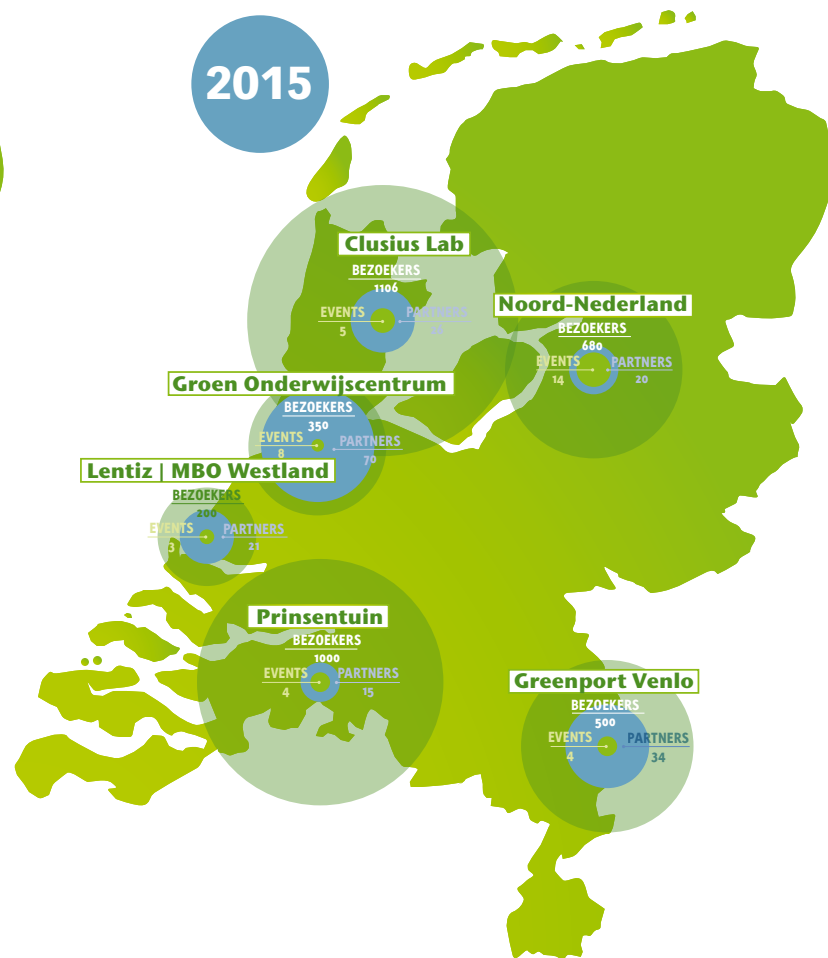 2015
Clusius Lab
BEZOEKERS
1106
EVENTS
5
PARTNERS
Noord-Nederland
BEZOEKERS
680
EVENTS
14
PARTNERS
20
Groen Onderwijscentrum
BEZOEKERS
350
EVENTS
8
PARTNERS
70
Lentiz | MBO Westland
BEZOEKERS
200
EVENTS
3
PARTNERS
21
Prinsentuin
BEZOEKERS
1000
EVENTS
4
PARTNERS
15
Greenport Venlo
BEZOEKERS
500
EVENTS
4
PARTNERS
34